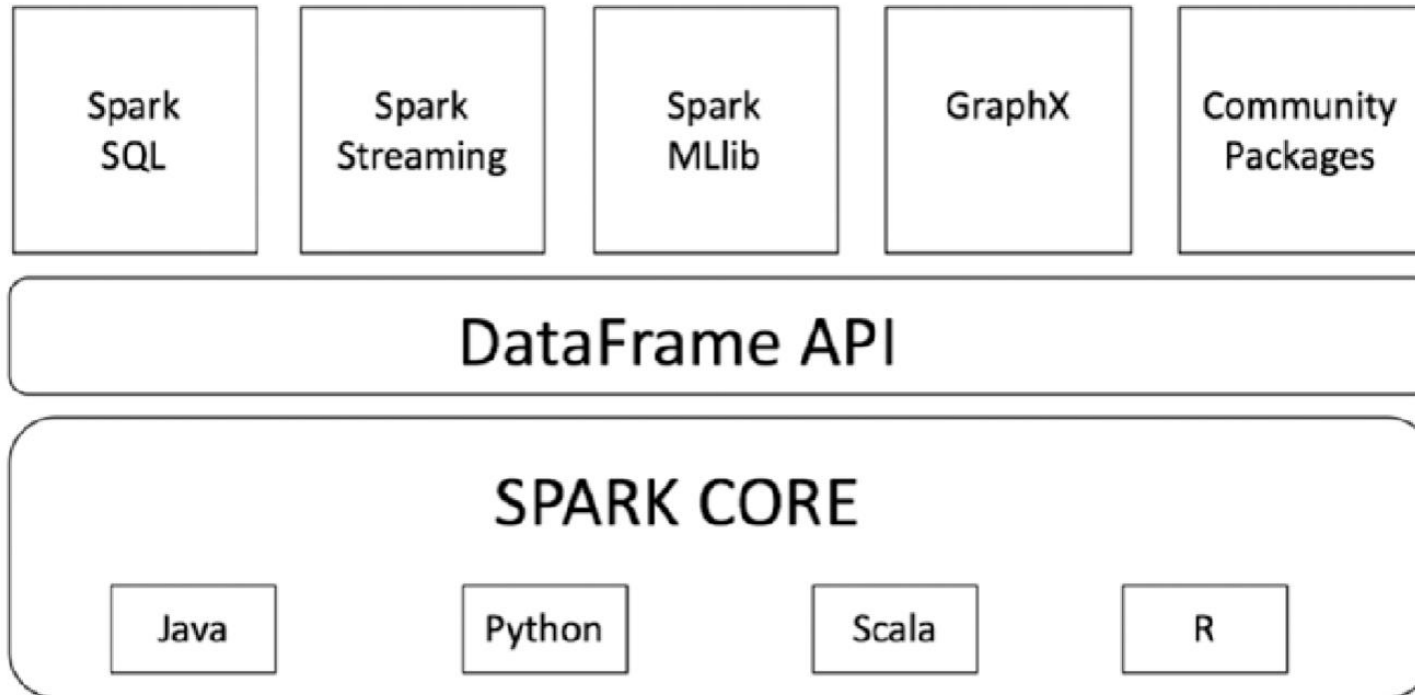 Spark
SQL
Spark
Streaming
Spark
MLlib
GraphX
Community
Packages
DataFrame API
SPARK CORE
Java
Python
Scala
R